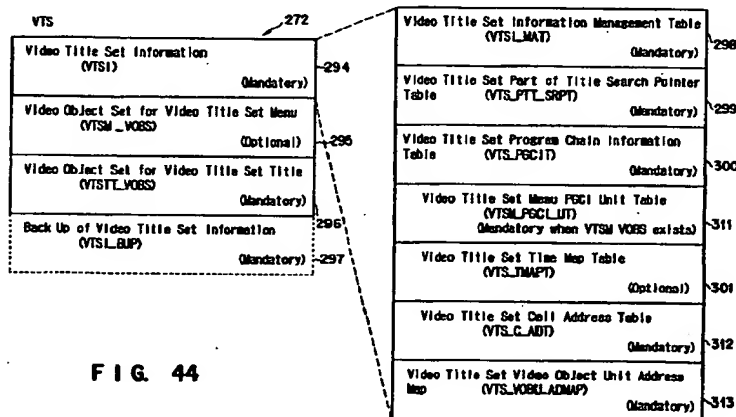 VTS
272
Video Title Set Information
(VTSI)
(Mandatory)
294
Video Object Set for Video Title Set Menu
(VTSM_VOBS)
(Optional)
295
Video Object Set for Video Title Set Title
(VTSTT_VOBS)
(Mandatory)
296
Back Up of Video Title Set Information
(VTSI_BUP)
(Mandatory)
297
Video Title Set Information Management Table
(VTSI_MAT)
(Mandatory)
298
Video Title Set Part of Title Search Pointer
Table (VTS_PTT_SRPT)
(Mandatory)
299
Video Title Set Program Chain Information
Table (VTS_PGCIT)
(Mandatory)
300
Video Title Set Menu PGCI Unit Table
(VTSM_PGCI_UT)
(Mandatory when VTSM VOBS exists)
311
Video Title Set Time Map Table
(VTS_TMAPT)
(Optional)
301
Video Title Set Cell Address Table
(VTS_C_ADT)
(Mandatory)
312
Video Title Set Video Object Unit Address
Map (VTS_VOBU_ADMAP)
(Mandatory)
313
FIG. 44